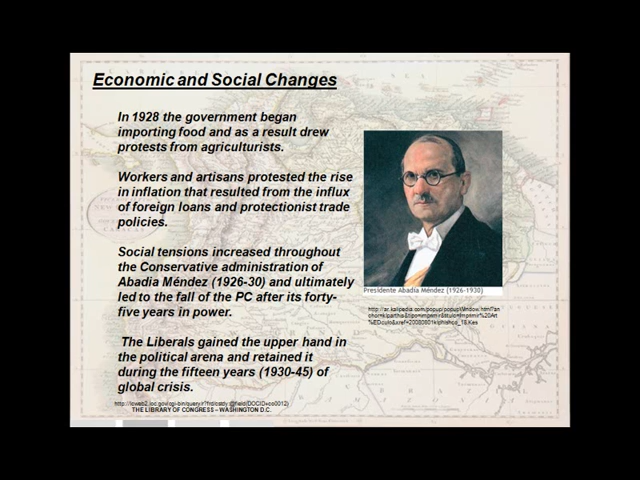 Economic and Social Changes
In 1928 the government began
importing food and as a result drew
protests from agriculturists.
Workers and artisans protested the rise
in inflation that resulted from the influx
of foreign loans and protectionist trade
policies.
Social tensions increased throughout
the Conservative administration of
Abadía Méndez (1926-30) and ultimately
led to the fall of the PC after its forty-
five years in power.
The Liberals gained the upper hand in
the political arena and retained it
during the fifteen years (1930-45) of
global crisis.
THE LIBRARY OF CONGRESS – WASHINGTON D.C.
Presidente Abadía Méndez (1926-1930)